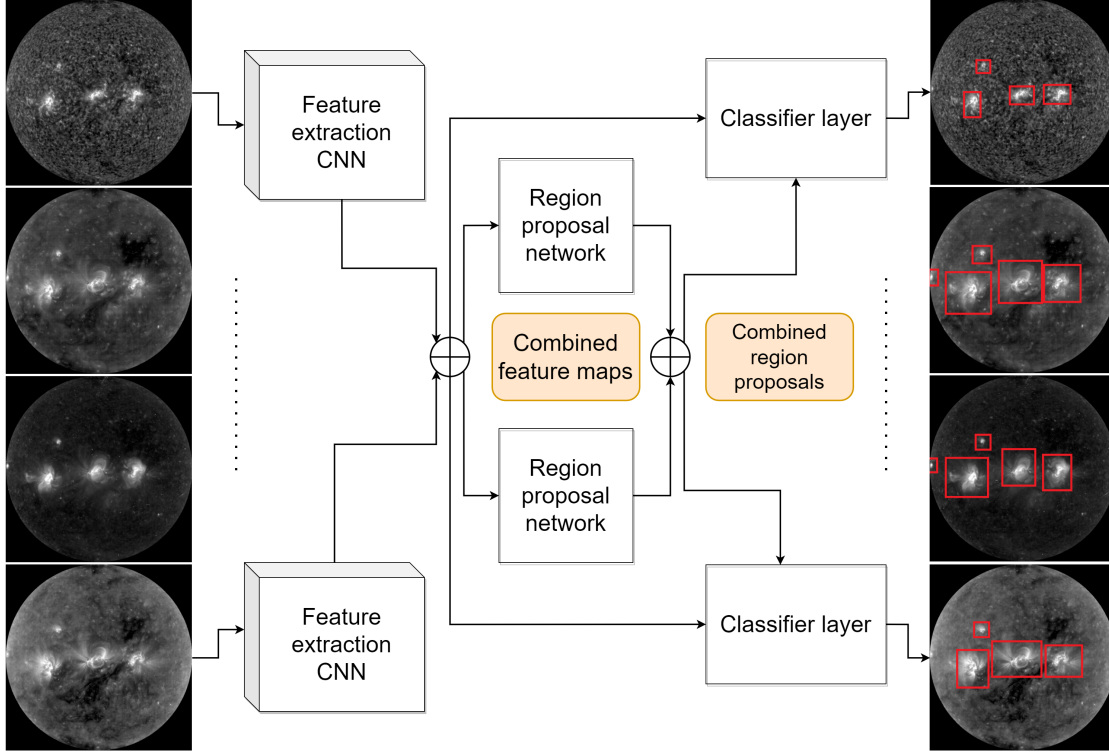 Feature
extraction
CNN
Classifier layer
Region
proposal
network
Combined
feature maps
Combined
region
proposals
Region
proposal
network
Feature
extraction
CNN
Classifier layer